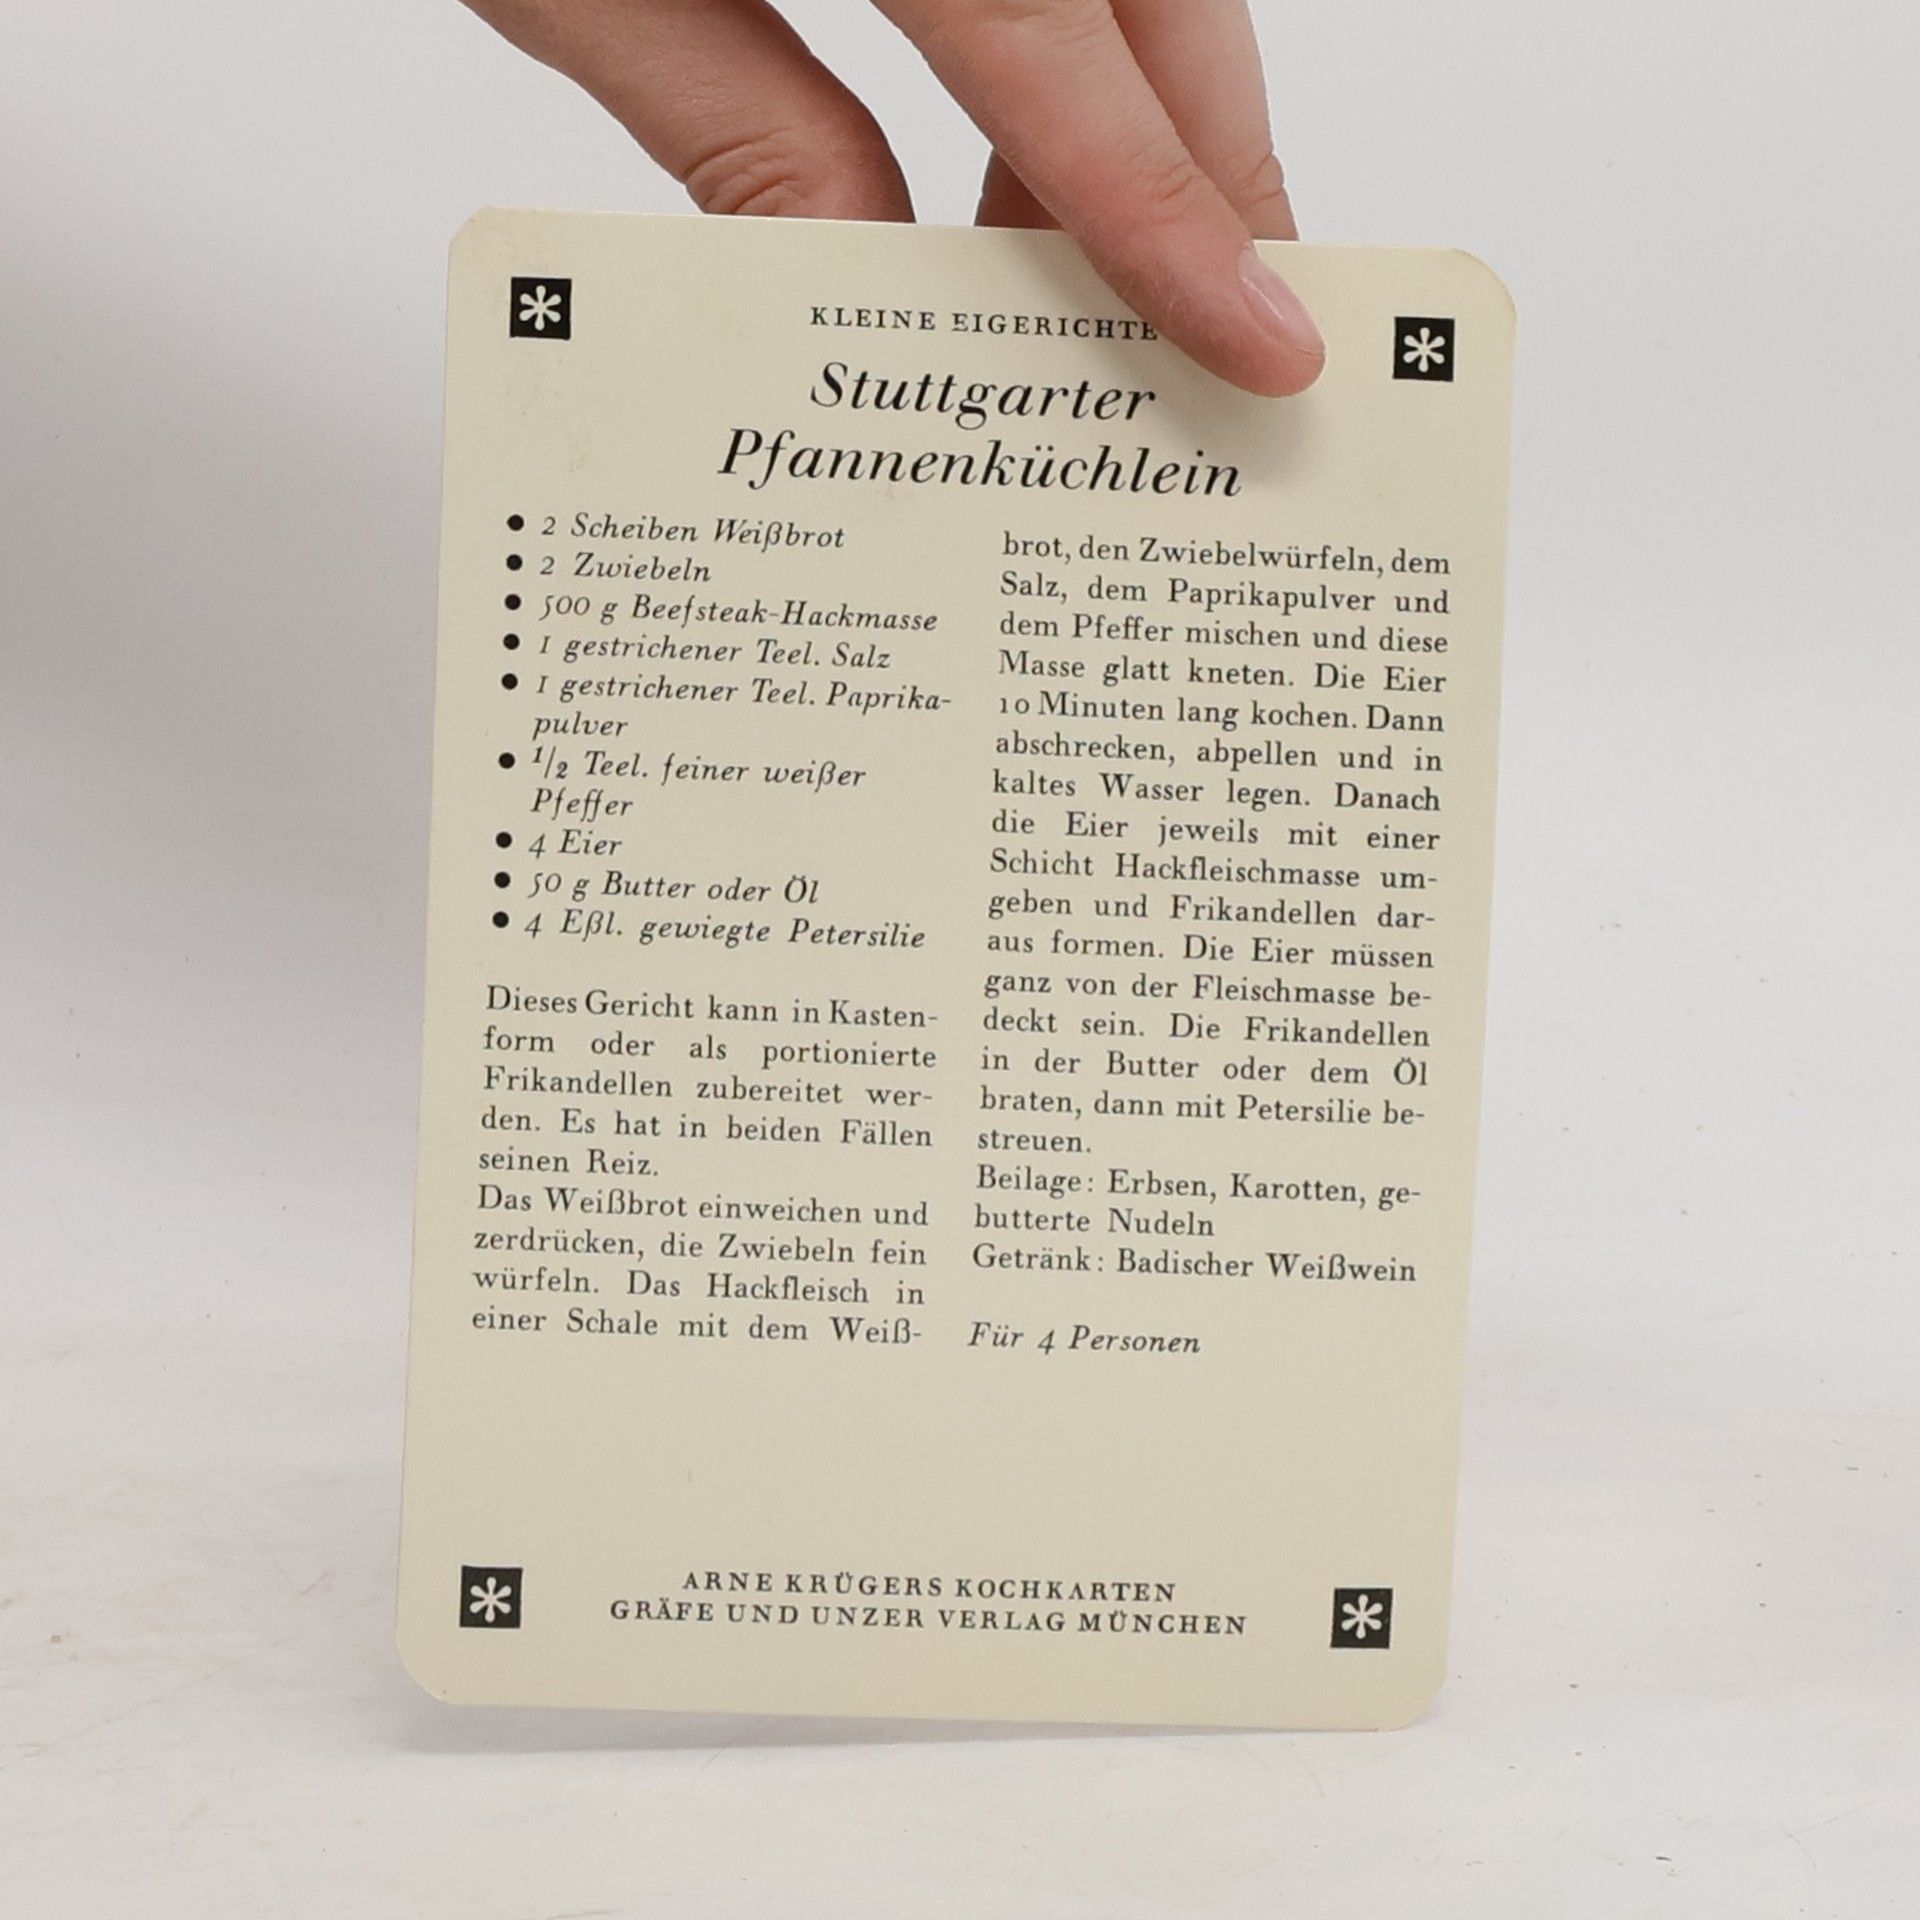 KLEINE EIGERICHTE
Stuttgarter
Pfannenküchlein
● 2 Scheiben Weißbrot
● 2 Zwiebeln
● 500 g Beefsteak-Hackmasse
● 1 gestrichener Teel. Salz
● 1 gestrichener Teel. Paprika-
pulver
● 1/2 Teel. feiner weißer
Pfeffer
● 4 Eier
● 50 g Butter oder Öl
● 4 Eßl. gewiegte Petersilie
Dieses Gericht kann in Kasten-
form oder als portionierte
Frikandellen zubereitet wer-
den. Es hat in beiden Fällen
seinen Reiz.
Das Weißbrot einweichen und
zerdrücken, die Zwiebeln fein
würfeln. Das Hackfleisch in
einer Schale mit dem Weiß-
brot, den Zwiebelwürfeln, dem
Salz, dem Paprikapulver und
dem Pfeffer mischen und diese
Masse glatt kneten. Die Eier
10 Minuten lang kochen. Dann
abschrecken, abpellen und in
kaltes Wasser legen. Danach
die Eier jeweils mit einer
Schicht Hackfleischmasse um-
geben und Frikandellen dar-
aus formen. Die Eier müssen
ganz von der Fleischmasse be-
deckt sein. Die Frikandellen
in der Butter oder dem Öl
braten, dann mit Petersilie be-
streuen.
Beilage: Erbsen, Karotten, ge-
butterte Nudeln
Getränk: Badischer Weißwein
Für 4 Personen
ARNE KRÜGERS KOCHKARTEN
GRÄFE UND UNZER VERLAG MÜNCHEN